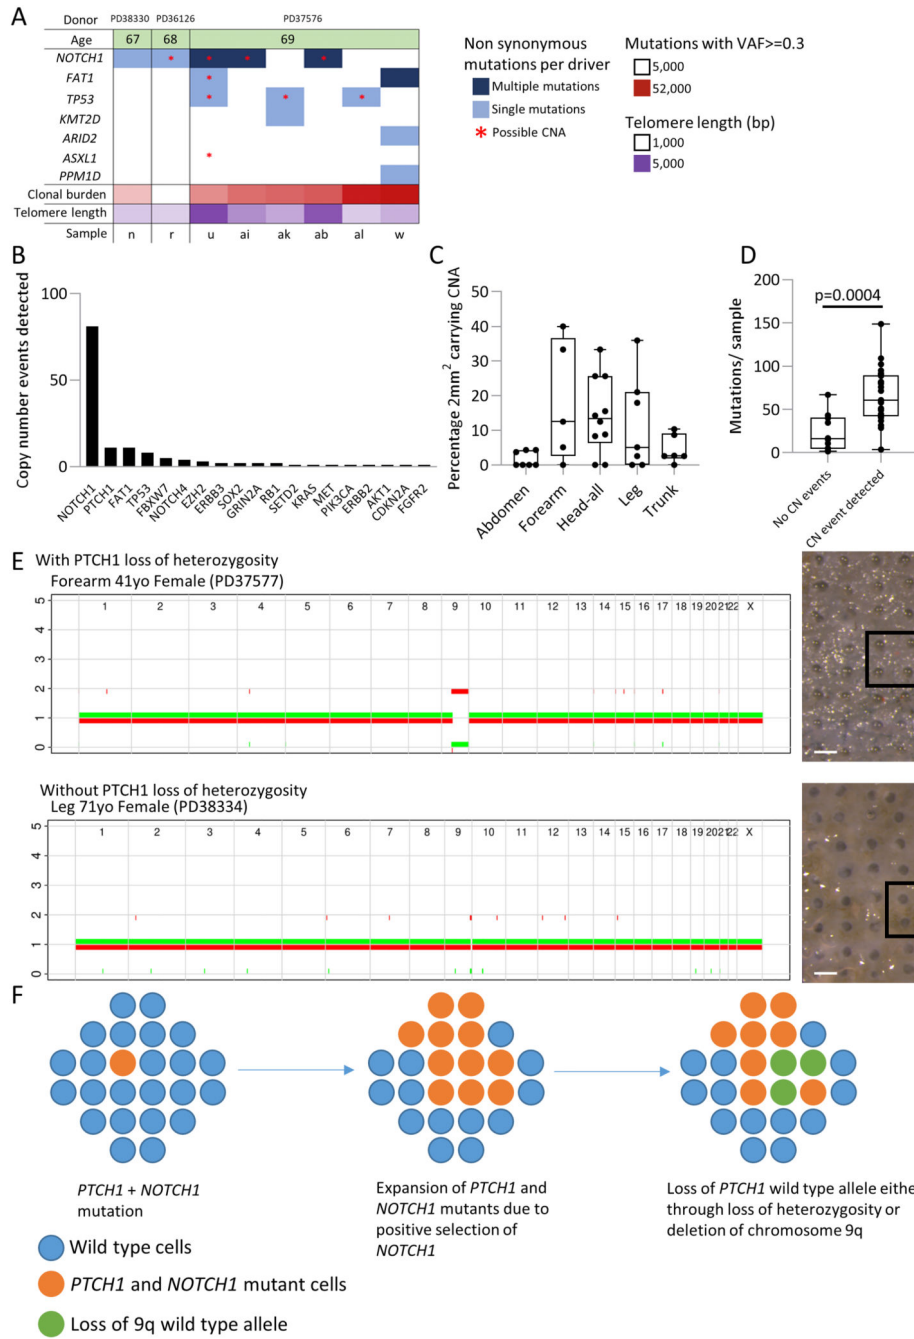 A
Donor PD38330 PD36126 PD37576
Age 67 68 69
NOTCH1 * * * *
FAT1 *
TP53 * * *
KMT2D
ARID2
ASXL1 *
PPM1D
Clonal burden
Telomere length
Sample n r u ai ak ab al w
Non synonymous
mutations per driver
Multiple mutations
Single mutations
* Possible CNA
Mutations with VAF>=0.3
5,000
52,000
Telomere length (bp)
1,000
5,000
B
Copy number events detected
100
50
0
NOTCH1
PTCH1
FAT1
TP53
FBXW7
NOTCH4
EZH2
ERBB3
SOX2
GRIN2A
RB1
SETD2
KRAS
MET
PIK3CA
ERBB2
AKT1
CDKN2A
FGFR2
C
Percentage 2mm² carrying CNA
50
40
30
20
10
0
Abdomen
Forearm
Head-all
Leg
Trunk
D
Mutations/ sample
200
150
100
50
0
p=0.0004
No CN events
CN event detected
E
With PTCH1 loss of heterozygosity
Forearm 41yo Female (PD37577)
5
4
3
2
1
0
1 2 3 4 5 6 7 8 9 10 11 12 13 14 15 16 17 18 19 20 21 22 X
Without PTCH1 loss of heterozygosity
Leg 71yo Female (PD38334)
5
4
3
2
1
0
1 2 3 4 5 6 7 8 9 10 11 12 13 14 15 16 17 18 19 20 21 22 X
F
PTCH1 + NOTCH1
mutation
Expansion of PTCH1 and
NOTCH1 mutants due to
positive selection of
NOTCH1
Loss of PTCH1 wild type allele eithe
through loss of heterozygosity or
deletion of chromosome 9q
Wild type cells
PTCH1 and NOTCH1 mutant cells
Loss of 9q wild type allele